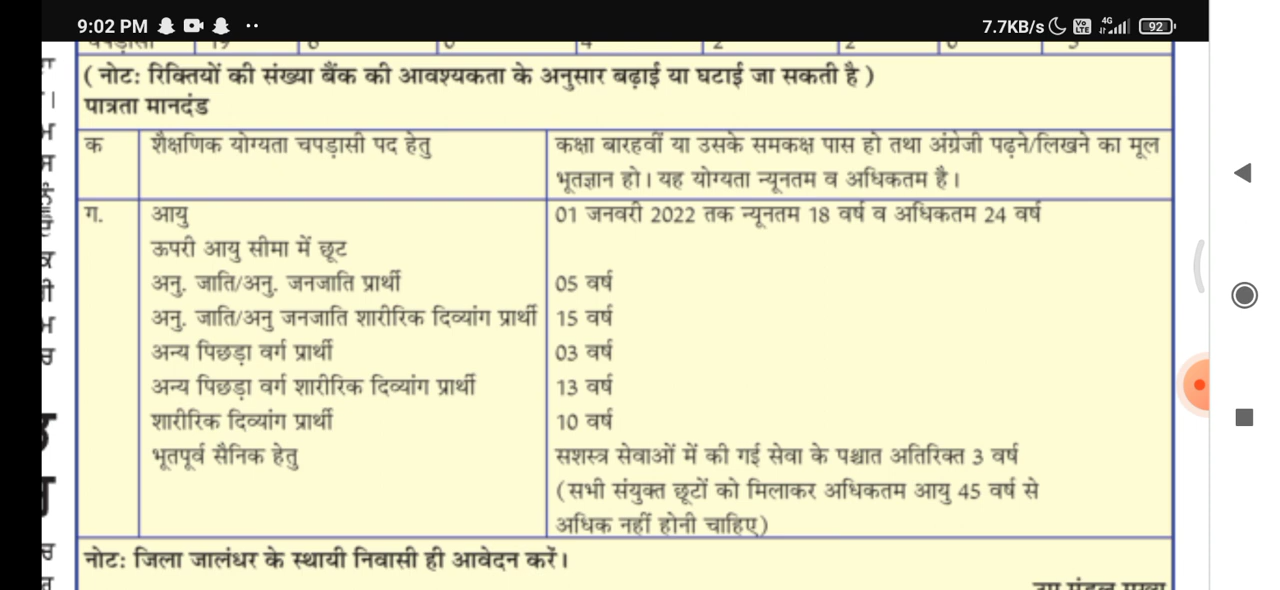 9:02 PM
7.7KB/s 4G 92
( नोटः रिक्तियों की संख्या बैंक की आवश्यकता के अनुसार बढ़ाई या घटाई जा सकती है )
पात्रता मानदंड
क शैक्षणिक योग्यता चपड़ासी पद हेतु कक्षा बारहवीं या उसके समकक्ष पास हो तथा अंग्रेजी पढ़ने/लिखने का मूल
भूतज्ञान हो। यह योग्यता न्यूनतम व अधिकतम है।
ग. आयु 01 जनवरी 2022 तक न्यूनतम 18 वर्ष व अधिकतम 24 वर्ष
ऊपरी आयु सीमा में छूट
अनु. जाति/अनु. जनजाति प्रार्थी 05 वर्ष
अनु. जाति/अनु जनजाति शारीरिक दिव्यांग प्रार्थी 15 वर्ष
अन्य पिछड़ा वर्ग प्रार्थी 03 वर्ष
अन्य पिछड़ा वर्ग शारीरिक दिव्यांग प्रार्थी 13 वर्ष
शारीरिक दिव्यांग प्रार्थी 10 वर्ष
भूतपूर्व सैनिक हेतु सशस्त्र सेवाओं में की गई सेवा के पश्चात अतिरिक्त 3 वर्ष
(सभी संयुक्त छूटों को मिलाकर अधिकतम आयु 45 वर्ष से
अधिक नहीं होनी चाहिए)
नोटः जिला जालंधर के स्थायी निवासी ही आवेदन करें।